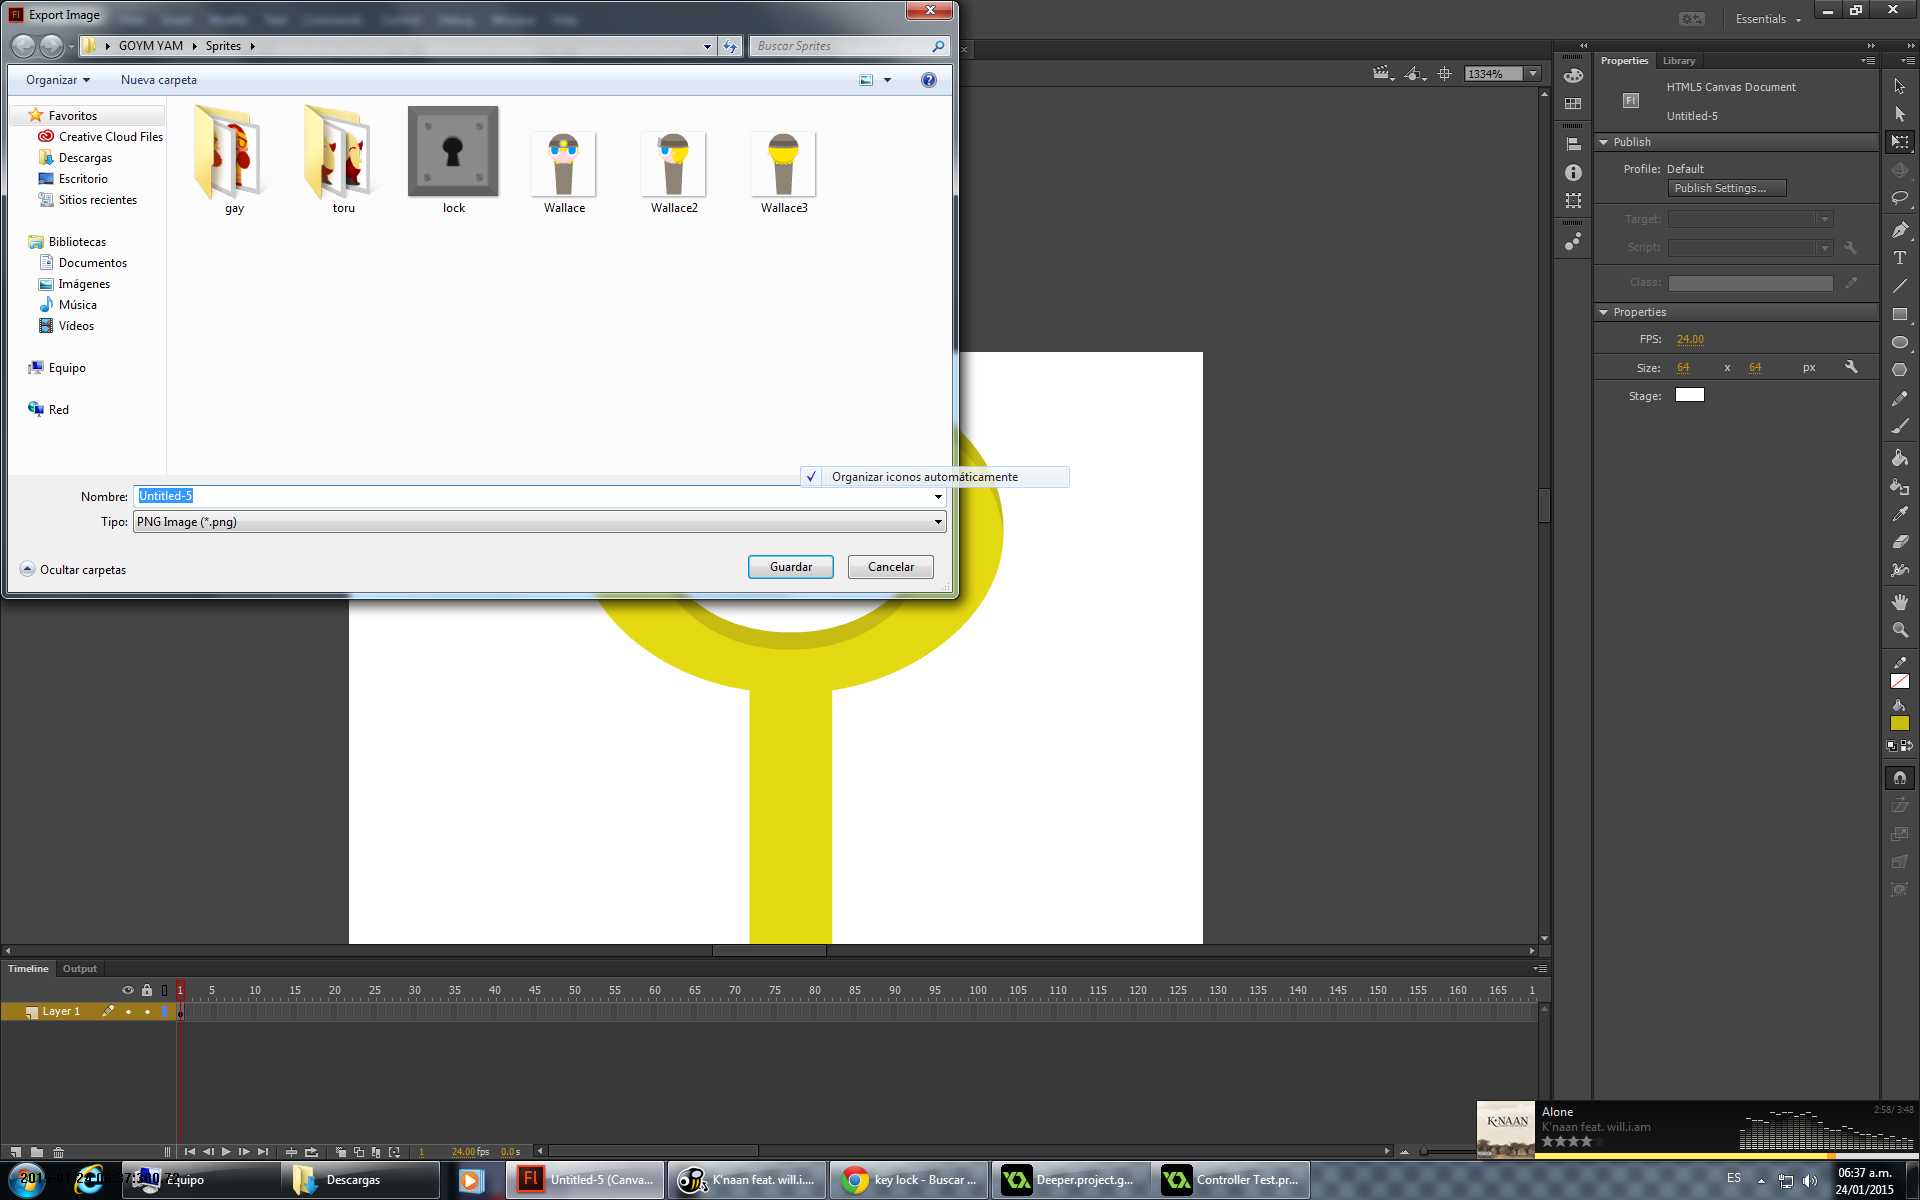 Export Image
GOYM YAM
Sprites
Buscar Sprites
Organizar
Nueva carpeta
Favoritos
Creative Cloud Files
Descargas
Escritorio
Sitios recientes
Bibliotecas
Documentos
Imágenes
Música
Vídeos
Equipo
Red
gay
toru
lock
Wallace
Wallace2
Wallace3
Organizar iconos automáticamente
Nombre: Untitled-5
Tipo: PNG Image (*.png)
Ocultar carpetas
Guardar
Cancelar
Essentials
1334%
Properties
Library
HTML5 Canvas Document
Untitled-5
Publish
Profile: Default
Publish Settings...
Target:
Script:
Class:
Properties
FPS: 24.00
Size: 64 x 64 px
Stage:
Timeline
Output
1 5 10 15 20 25 30 35 40 45 50 55 60 65 70 75 80 85 90 95 100 105 110 115 120 125 130 135 140 145 150 155 160 165 1
Layer 1
1 24.00 fps 0.0 s
K'NAAN
Alone
K'naan feat. will.i.am
2:58/ 3:48
Equipo
Descargas
Untitled-5 (Canva...
K'naan feat. will.i....
key lock - Buscar ...
Deeper.project.g...
Controller Test.pr...
ES
06:37 a.m.
24/01/2015